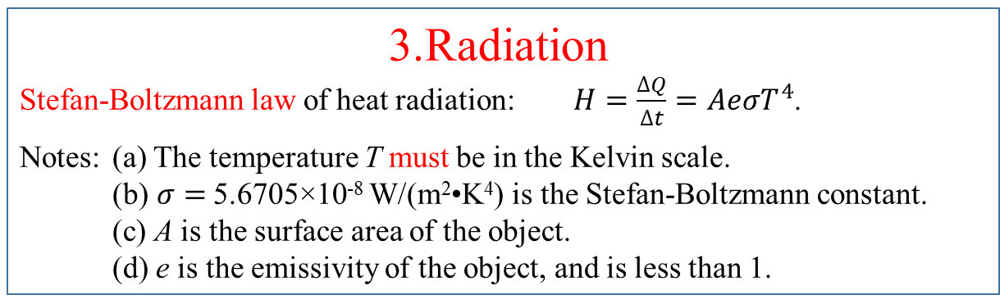 3.Radiation
Stefan-Boltzmann law of heat radiation: H = ΔQ/Δt = AeσT⁴.
Notes: (a) The temperature T must be in the Kelvin scale.
(b) σ = 5.6705×10⁻⁸ W/(m²•K⁴) is the Stefan-Boltzmann constant.
(c) A is the surface area of the object.
(d) e is the emissivity of the object, and is less than 1.